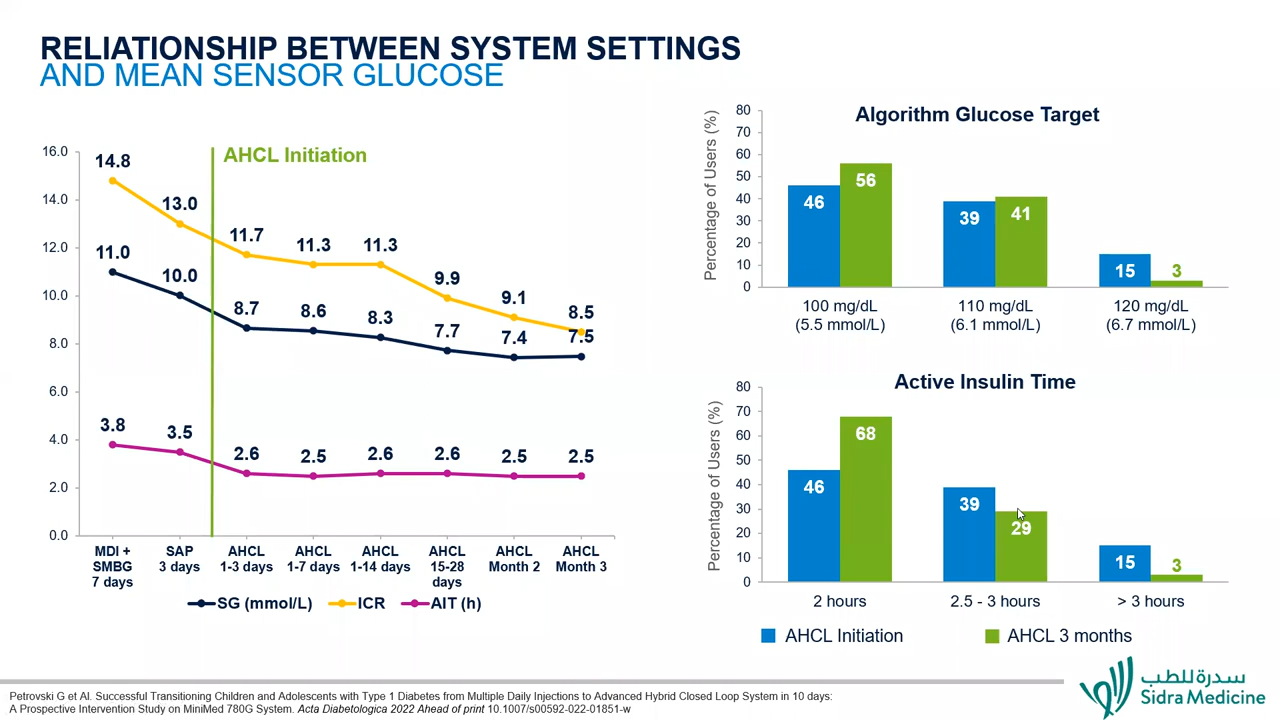 RELIATIONSHIP BETWEEN SYSTEM SETTINGS
AND MEAN SENSOR GLUCOSE
AHCL Initiation
16.0
14.0
12.0
10.0
8.0
6.0
4.0
2.0
0.0
14.8
13.0
11.7
11.3
11.3
9.9
9.1
8.5
11.0
10.0
8.7
8.6
8.3
7.7
7.4
7.5
3.8
3.5
2.6
2.5
2.6
2.6
2.5
2.5
MDI +
SMBG
7 days
SAP
3 days
AHCL
1-3 days
AHCL
1-7 days
AHCL
1-14 days
AHCL
15-28
days
AHCL
Month 2
AHCL
Month 3
SG (mmol/L) ICR AIT (h)
Algorithm Glucose Target
Percentage of Users (%)
80
70
60
50
40
30
20
10
0
46
56
39
41
15
3
100 mg/dL
(5.5 mmol/L)
110 mg/dL
(6.1 mmol/L)
120 mg/dL
(6.7 mmol/L)
Active Insulin Time
Percentage of Users (%)
80
70
60
50
40
30
20
10
0
46
68
39
29
15
3
2 hours
2.5 - 3 hours
> 3 hours
AHCL Initiation
AHCL 3 months
Petrovski G et Al. Successful Transitioning Children and Adolescents with Type 1 Diabetes from Multiple Daily Injections to Advanced Hybrid Closed Loop System in 10 days:
A Prospective Intervention Study on MiniMed 780G System. Acta Diabetologica 2022 Ahead of print 10.1007/s00592-022-01851-w
سدرة للطب
Sidra Medicine